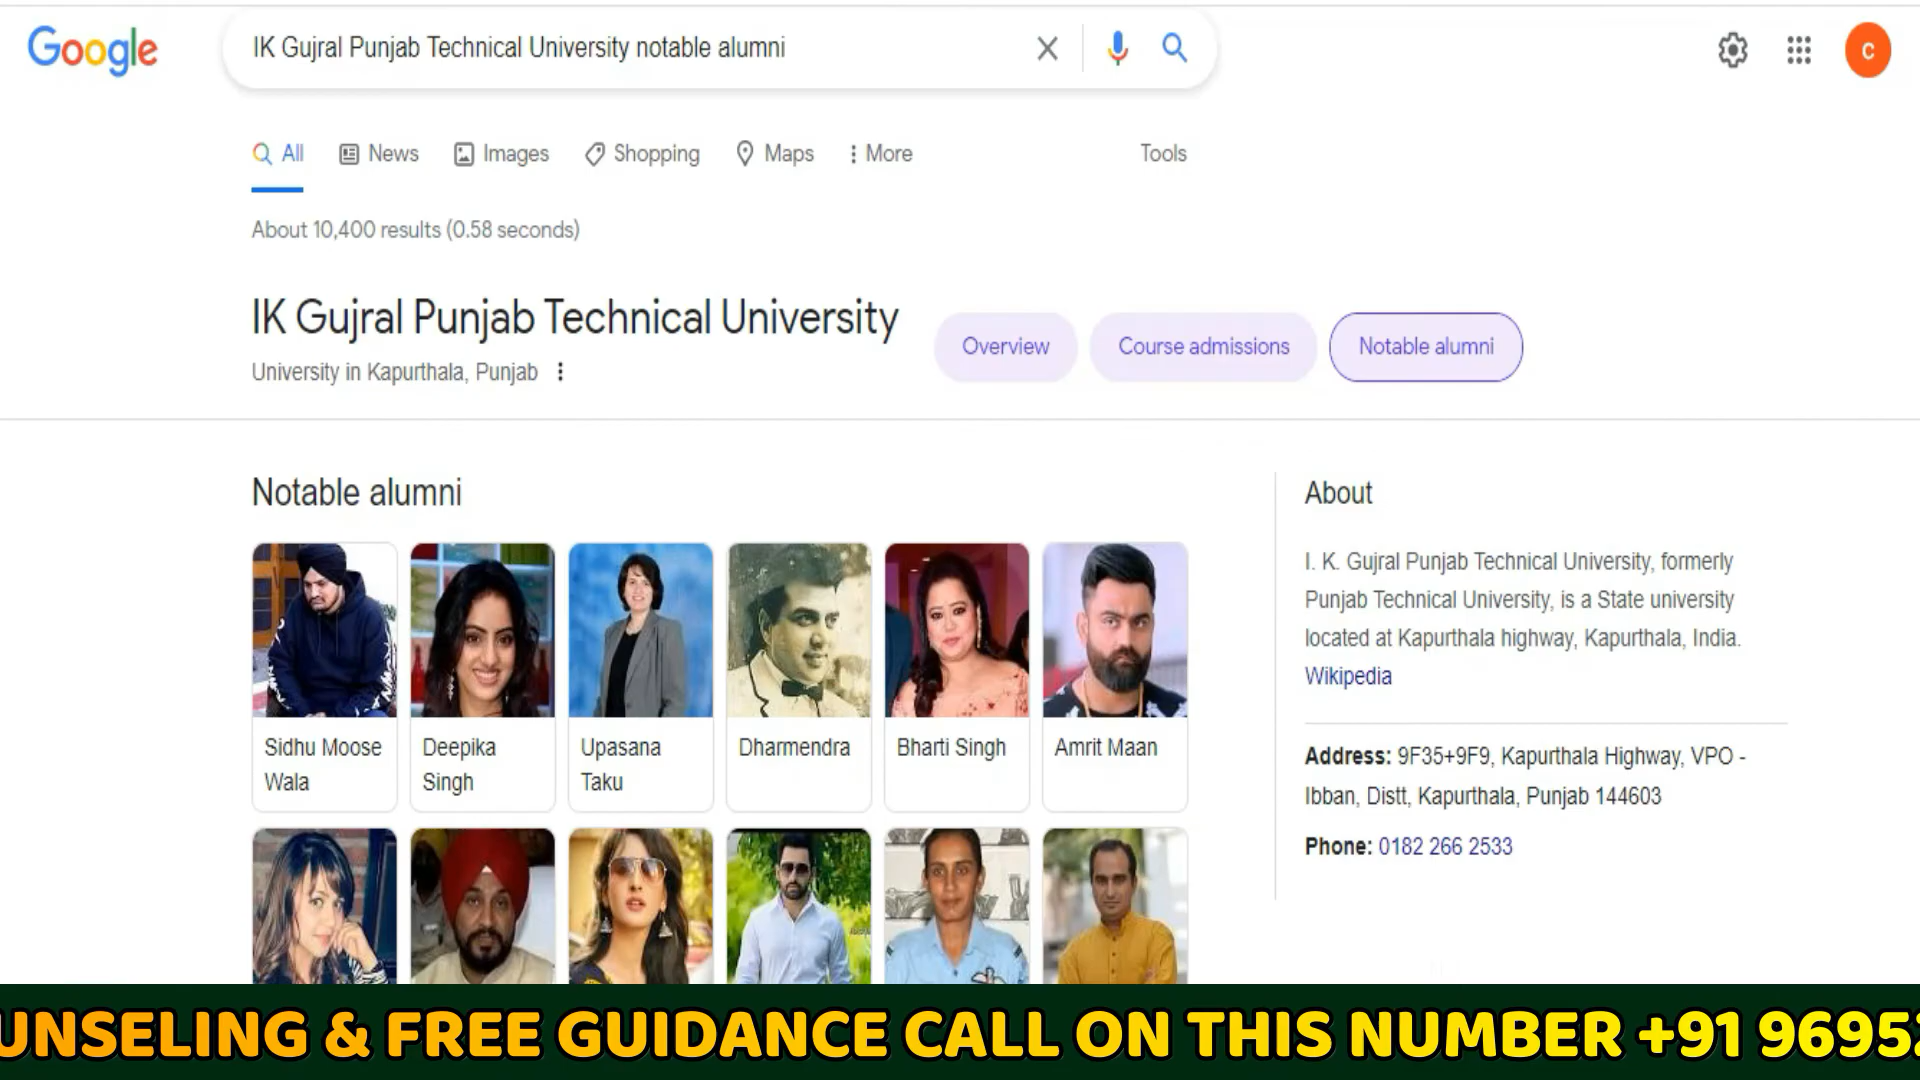 Google
IK Gujral Punjab Technical University notable alumni
C
All
News
Images
Shopping
Maps
More
Tools
About 10,400 results (0.58 seconds)
IK Gujral Punjab Technical University
University in Kapurthala, Punjab
Overview
Course admissions
Notable alumni
Notable alumni
Sidhu Moose
Wala
Deepika
Singh
Upasana
Taku
Dharmendra
Bharti Singh
Amrit Maan
About
I. K. Gujral Punjab Technical University, formerly
Punjab Technical University, is a State university
located at Kapurthala highway, Kapurthala, India.
Wikipedia
Address: 9F35+9F9, Kapurthala Highway, VPO -
Ibban, Distt, Kapurthala, Punjab 144603
Phone: 0182 266 2533
UNSELING & FREE GUIDANCE CALL ON THIS NUMBER +91 9695